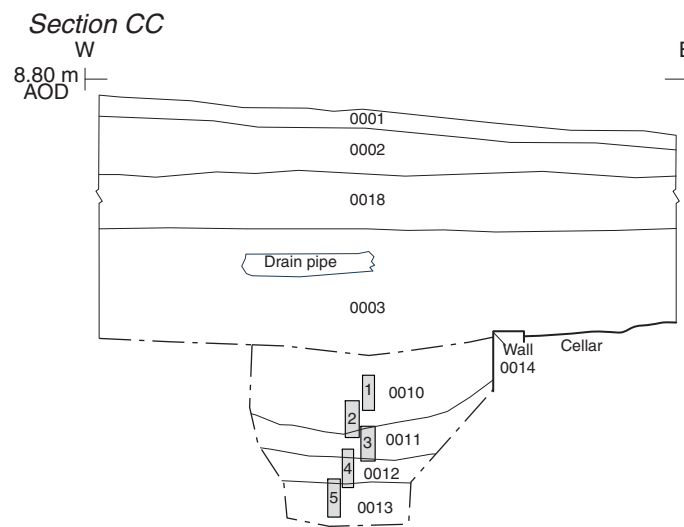 Section CC
W
E
8.80 m
AOD
0001
0002
0018
Drain pipe
0003
Wall
0014
Cellar
1
0010
2
3
0011
4
0012
5
0013